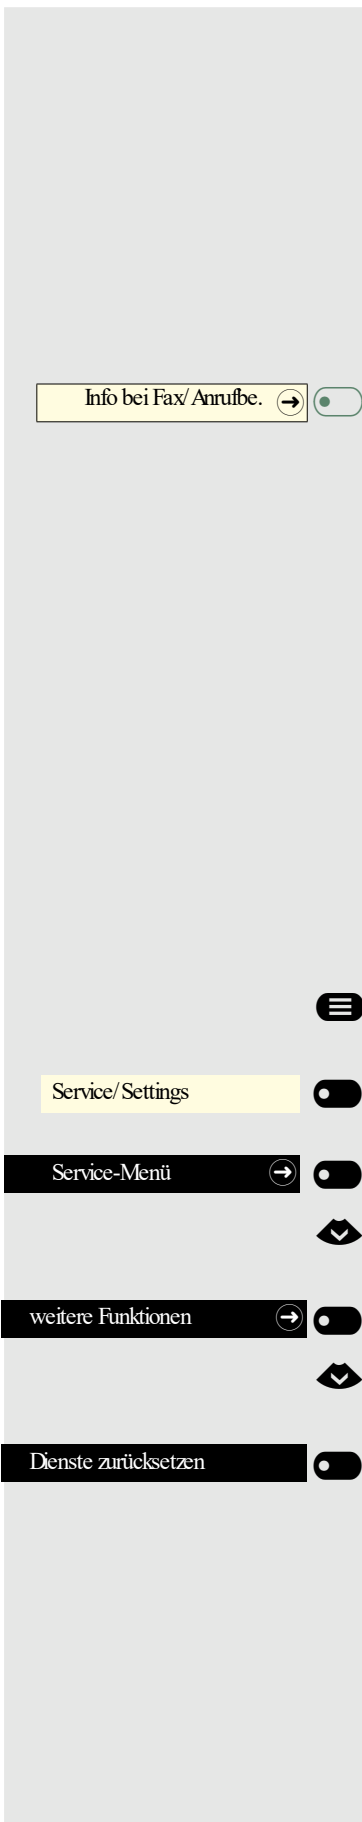 Info bei Fax/Anrufbe.
Service/Settings
Service-Menü
weitere Funktionen
Dienste zurücksetzen